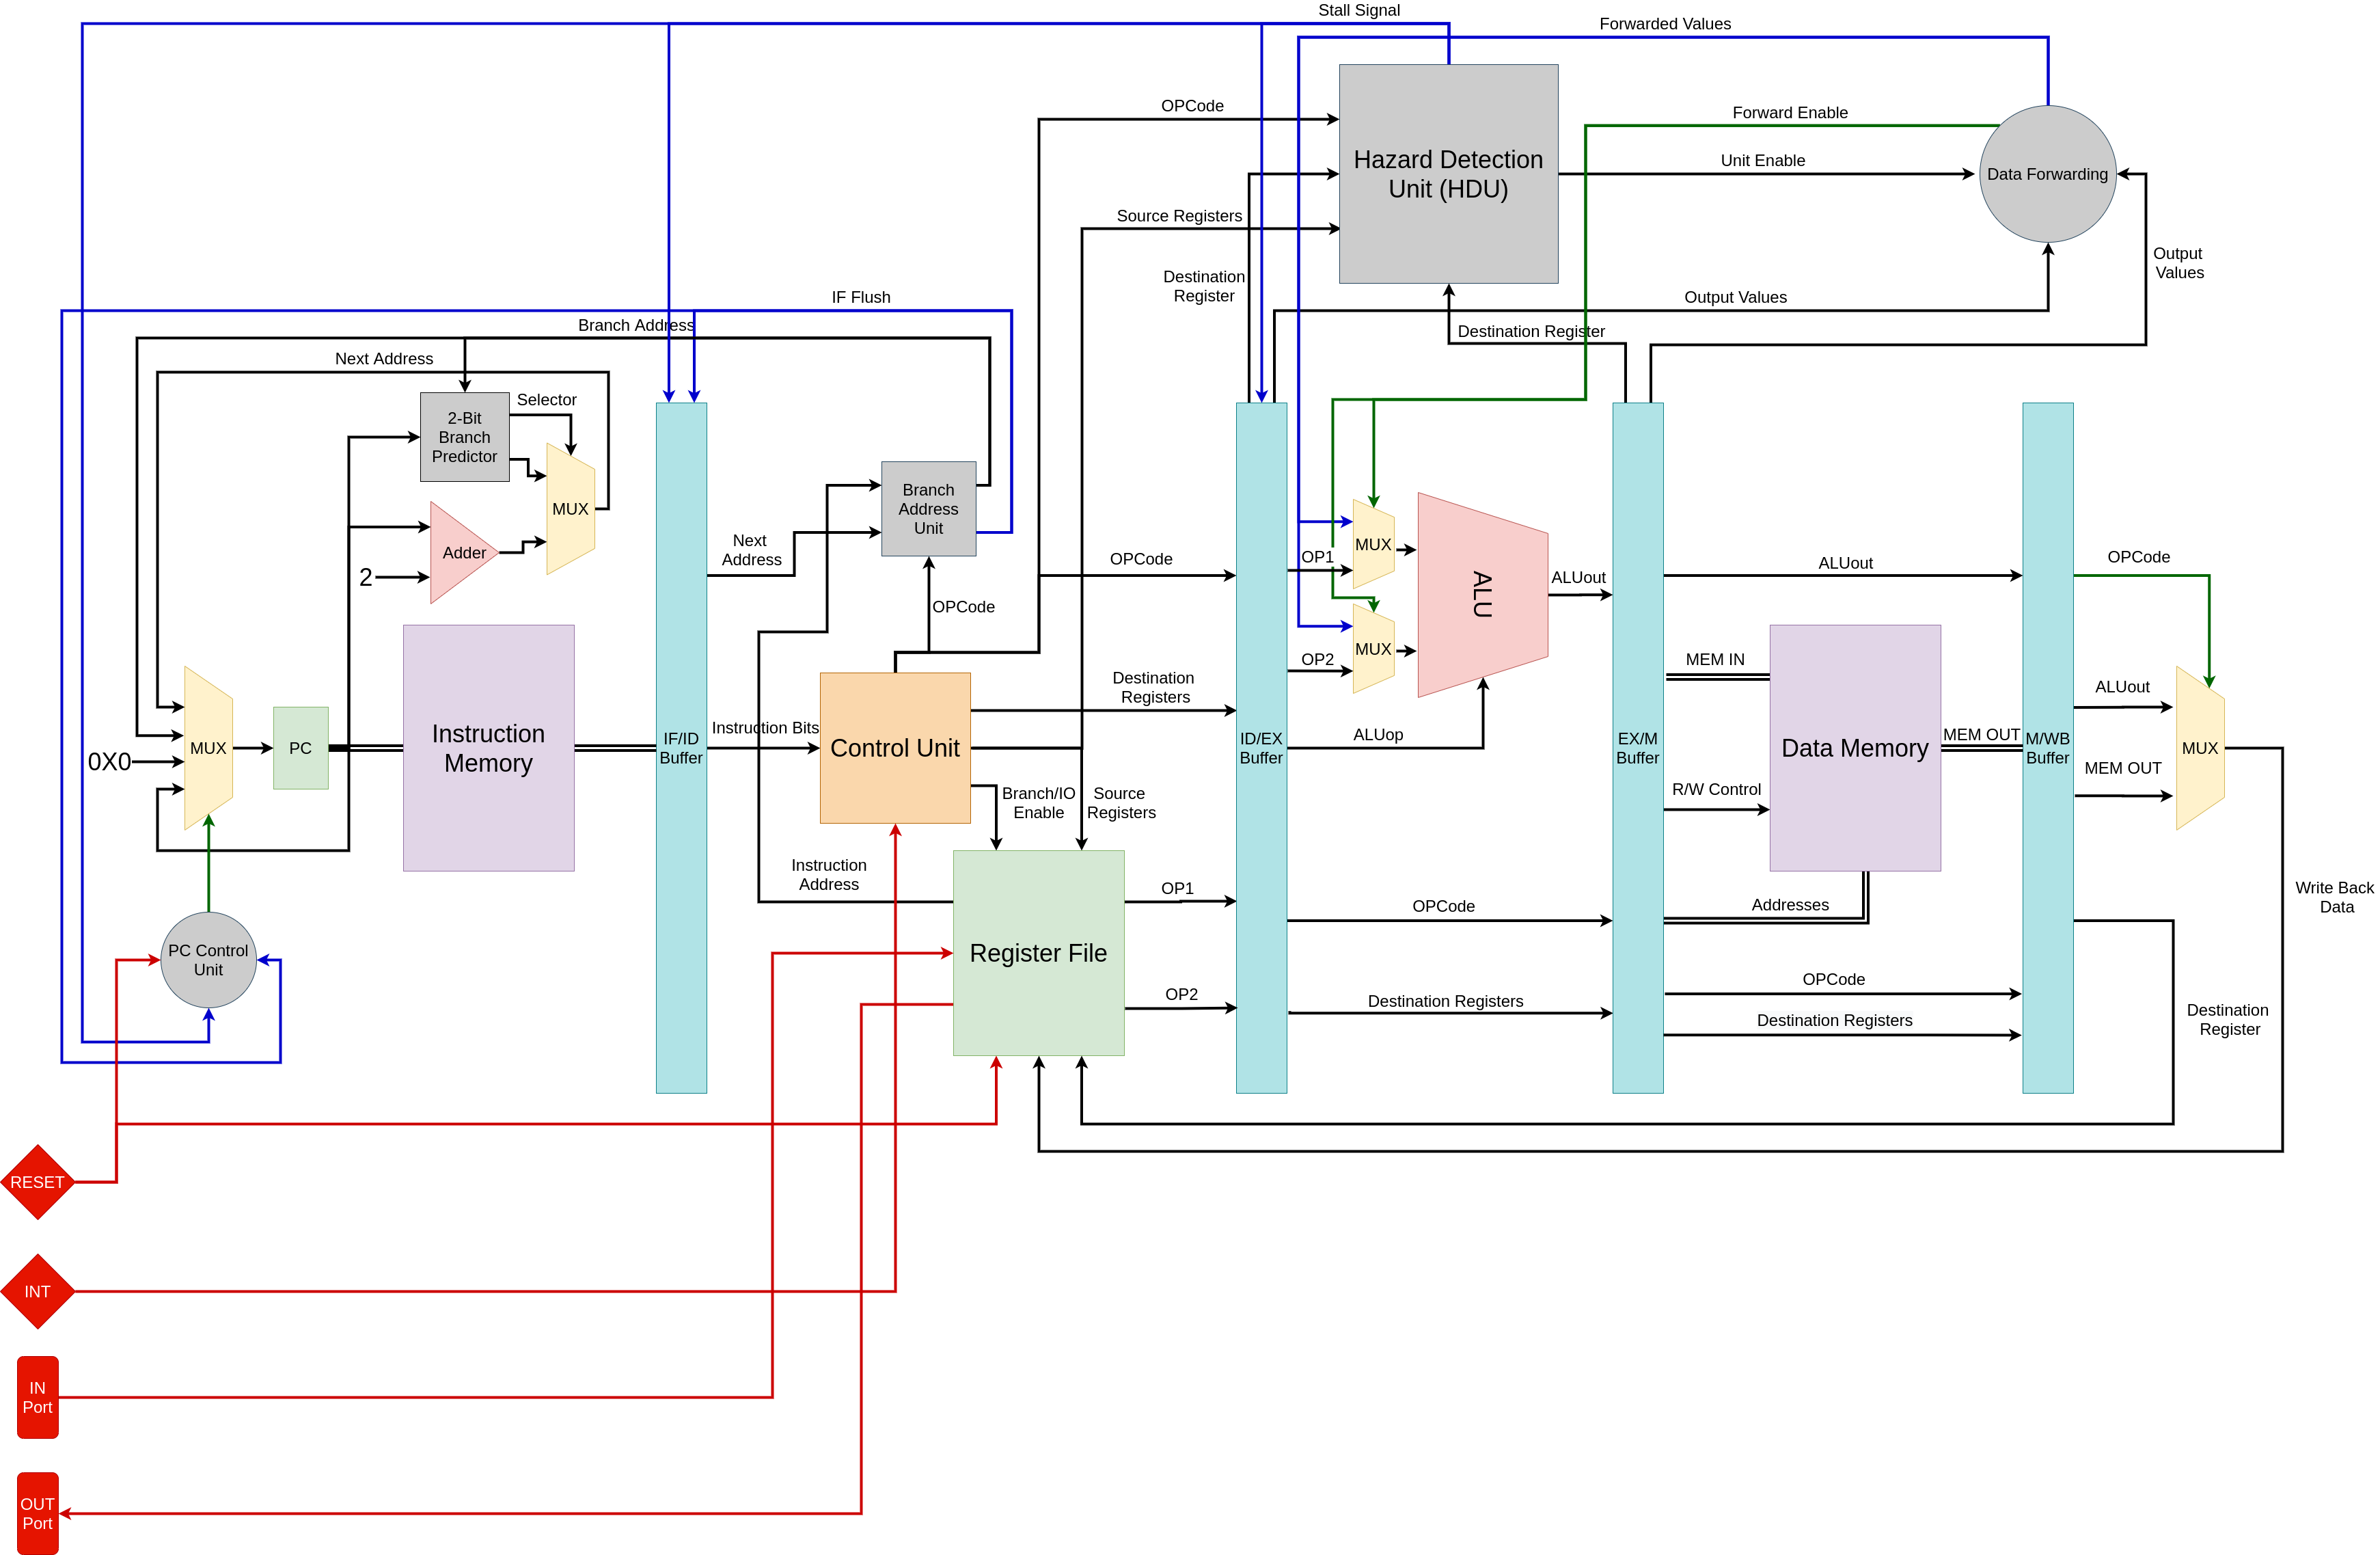 Stall Signal
Forwarded Values
OPCode
Forward Enable
Hazard Detection
Unit (HDU)
Unit Enable
Data Forwarding
Source Registers
Destination
Register
Output
Values
IF Flush
Output Values
Branch Address
Destination Register
Next Address
Selector
2-Bit
Branch
Predictor
MUX
Adder
2
Branch
Address
Unit
Next
Address
OPCode
OPCode
OP1
MUX
OP2
MUX
ALU
ALUout
ALUout
OPCode
0X0
MUX
PC
Instruction
Memory
IF/ID
Buffer
Instruction Bits
Control Unit
Destination
Registers
Branch/IO
Enable
Source
Registers
ID/EX
Buffer
ALUop
EX/M
Buffer
MEM IN
R/W Control
Data Memory
MEM OUT
M/WB
Buffer
ALUout
MEM OUT
MUX
Instruction
Address
Register File
OP1
OP2
OPCode
Destination Registers
Addresses
OPCode
Destination Registers
Write Back
Data
Destination
Register
PC Control
Unit
RESET
INT
IN
Port
OUT
Port